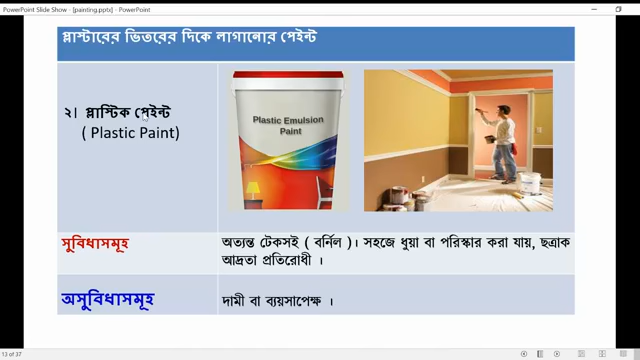 PowerPoint Slide Show - [painting.pptx] - PowerPoint
প্লাস্টারের ভিতরের দিকে লাগানোর পেইন্ট
২। প্লাস্টিক পেইন্ট
( Plastic Paint)
Plastic Emulsion
Paint
সুবিধাসমূহ
অত্যন্ত টেকসই ( বর্নিল )। সহজে ধুয়া বা পরিস্কার করা যায়, ছত্রাক
আদ্রতা প্রতিরোধী ।
অসুবিধাসমূহ
দামী বা ব্যয়সাপেক্ষ ।
13 of 37